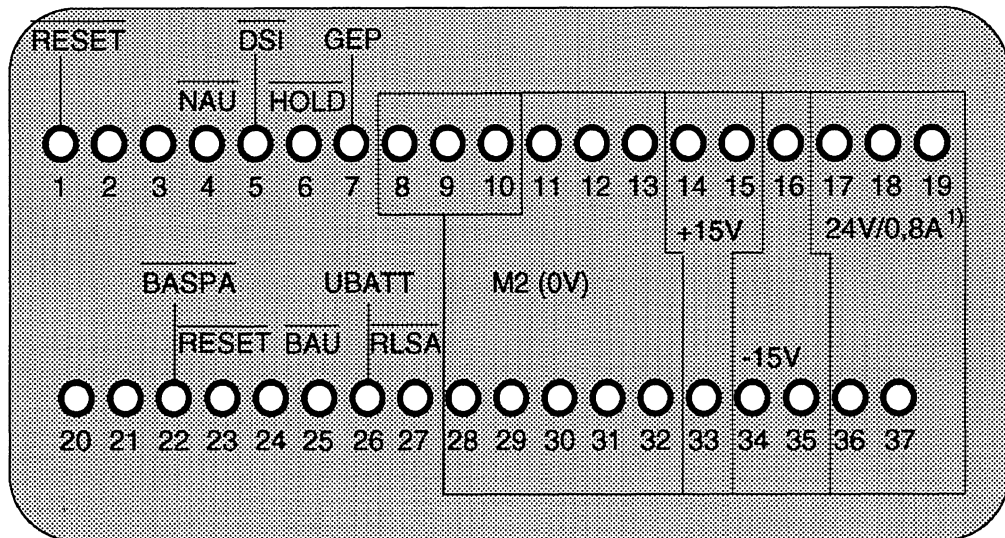 RESET DSI GEP
NAU HOLD
1 2 3 4 5 6 7 8 9 10 11 12 13 14 15 16 17 18 19
+15V 24V/0,8A¹⁾
BASPA UBATT M2 (0V)
RESET BAU RLSA -15V
20 21 22 23 24 25 26 27 28 29 30 31 32 33 34 35 36 37